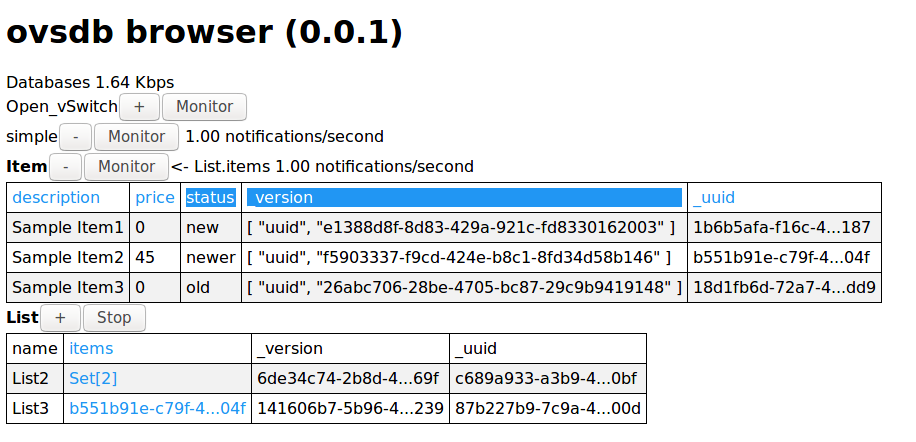 ovsdb browser (0.0.1)
Databases 1.64 Kbps
Open_vSwitch + Monitor
simple - Monitor 1.00 notifications/second
Item - Monitor <- List.items 1.00 notifications/second
description price status _version _uuid
Sample Item1 0 new [ "uuid", "e1388d8f-8d83-429a-921c-fd8330162003" ] 1b6b5afa-f16c-4...187
Sample Item2 45 newer [ "uuid", "f5903337-f9cd-424e-b8c1-8fd34d58b146" ] b551b91e-c79f-4...04f
Sample Item3 0 old [ "uuid", "26abc706-28be-4705-bc87-29c9b9419148" ] 18d1fb6d-72a7-4...dd9
List + Stop
name items _version _uuid
List2 Set[2] 6de34c74-2b8d-4...69f c689a933-a3b9-4...0bf
List3 b551b91e-c79f-4...04f 141606b7-5b96-4...239 87b227b9-7c9a-4...00d